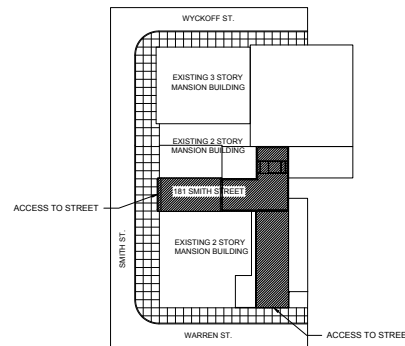 WYCKOFF ST.
EXISTING 3 STORY
MANSION BUILDING
EXISTING 2 STORY
MANSION BUILDING
181 SMITH STREET
ACCESS TO STREET
SMITH ST.
EXISTING 2 STORY
MANSION BUILDING
WARREN ST.
ACCESS TO STREE